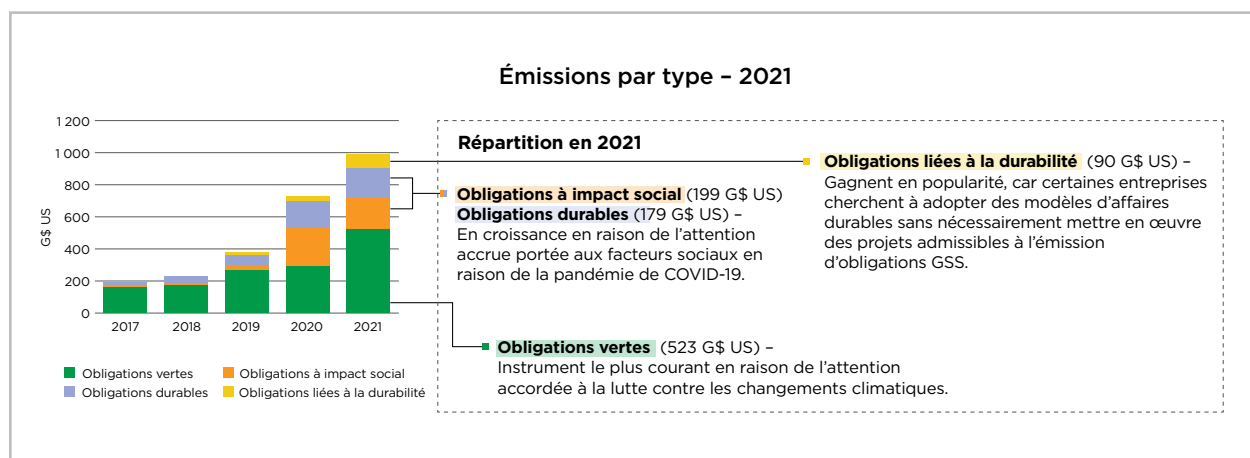 Émissions par type – 2021
1 200
1 000
800
600
400
200
0
G$ US
2017 2018 2019 2020 2021
Obligations vertes
Obligations à impact social
Obligations durables
Obligations liées à la durabilité
Répartition en 2021
Obligations à impact social (199 G$ US)
Obligations durables (179 G$ US) –
En croissance en raison de l’attention
accrue portée aux facteurs sociaux en
raison de la pandémie de COVID-19.
Obligations liées à la durabilité (90 G$ US) –
Gagnent en popularité, car certaines entreprises
cherchent à adopter des modèles d’affaires
durables sans nécessairement mettre en œuvre
des projets admissibles à l’émission
d’obligations GSS.
Obligations vertes (523 G$ US) –
Instrument le plus courant en raison de l’attention
accordée à la lutte contre les changements climatiques.